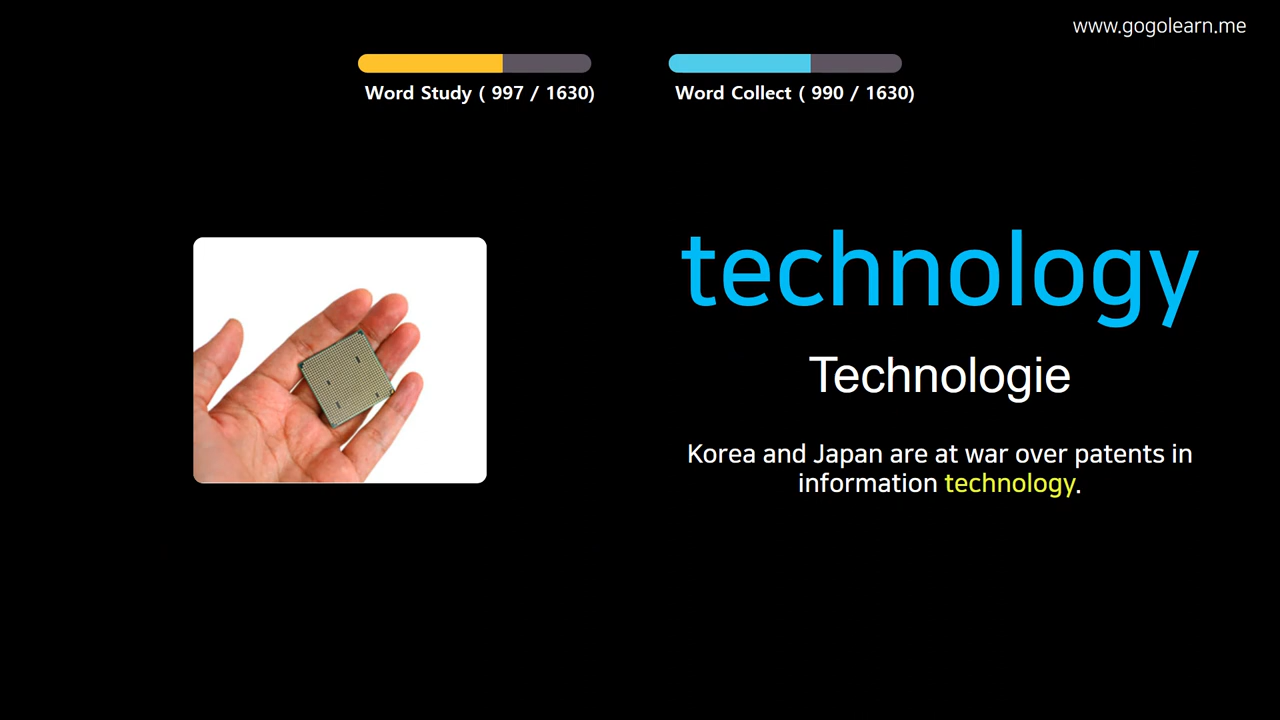 www.gogolearn.me
Word Study ( 997 / 1630)
Word Collect ( 990 / 1630)
technology
Technologie
Korea and Japan are at war over patents in
information technology.